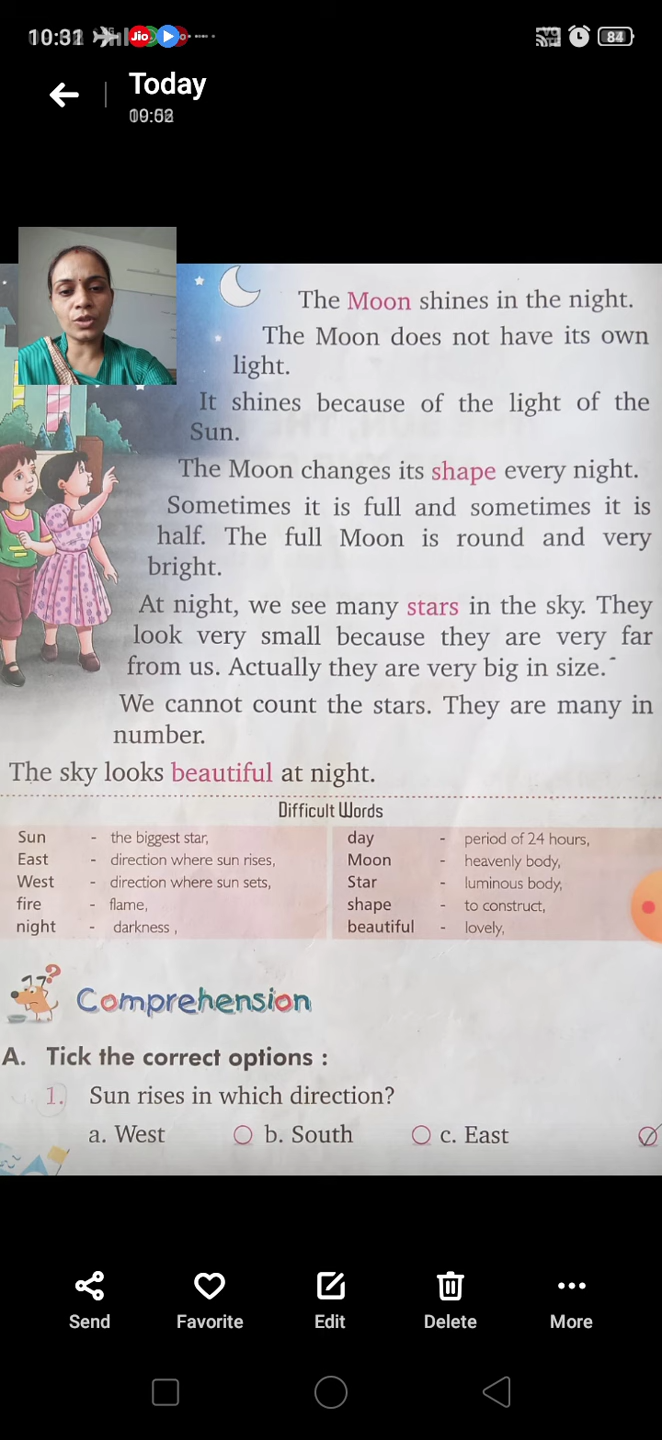 Jio
84
Today
The Moon shines in the night.
The Moon does not have its own
light.
It shines because of the light of the
Sun.
The Moon changes its shape every night.
Sometimes it is full and sometimes it is
half. The full Moon is round and very
bright.
At night, we see many stars in the sky. They
look very small because they are very far
from us. Actually they are very big in size.
We cannot count the stars. They are many in
number.
The sky looks beautiful at night.
Difficult Words
Sun - the biggest star, day - period of 24 hours,
East - direction where sun rises, Moon - heavenly body,
West - direction where sun sets, Star - luminous body,
fire - flame, shape - to construct,
night - darkness , beautiful - lovely,
Comprehension
A. Tick the correct options :
1. Sun rises in which direction?
a. West b. South c. East
Send Favorite Edit Delete More